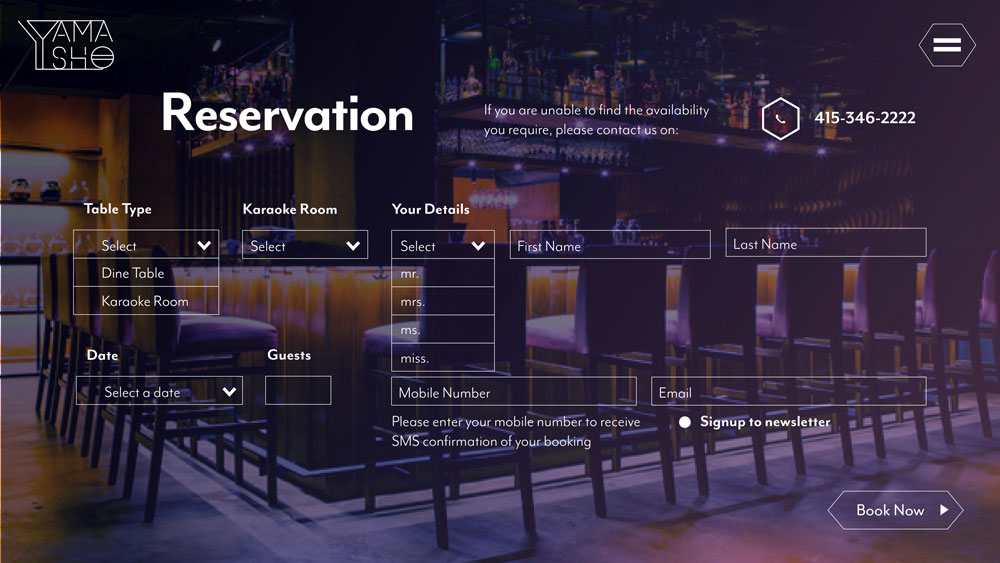 YAMA
SHO
Reservation
If you are unable to find the availability
you require, please contact us on:
415-346-2222
Table Type
Select
Dine Table
Karaoke Room
Karaoke Room
Select
Your Details
Select
mr.
mrs.
ms.
miss.
First Name
Last Name
Date
Select a date
Guests
Mobile Number
Email
Please enter your mobile number to receive
SMS confirmation of your booking
Signup to newsletter
Book Now